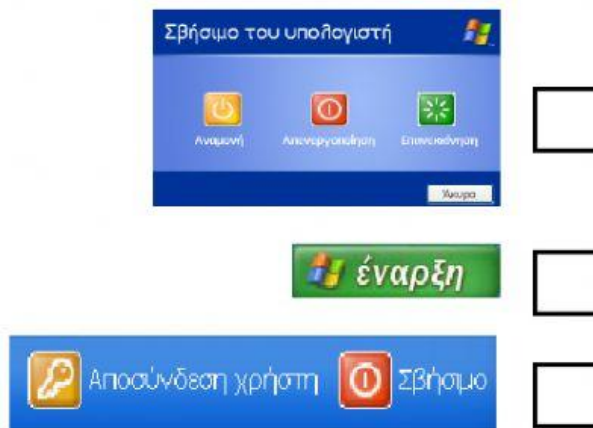 Σβήσιμο του υπολογιστή
Αναμονή Απενεργοποίηση Επανεκκίνηση
Άκυρο
έναρξη
Αποσύνδεση χρήστη Σβήσιμο